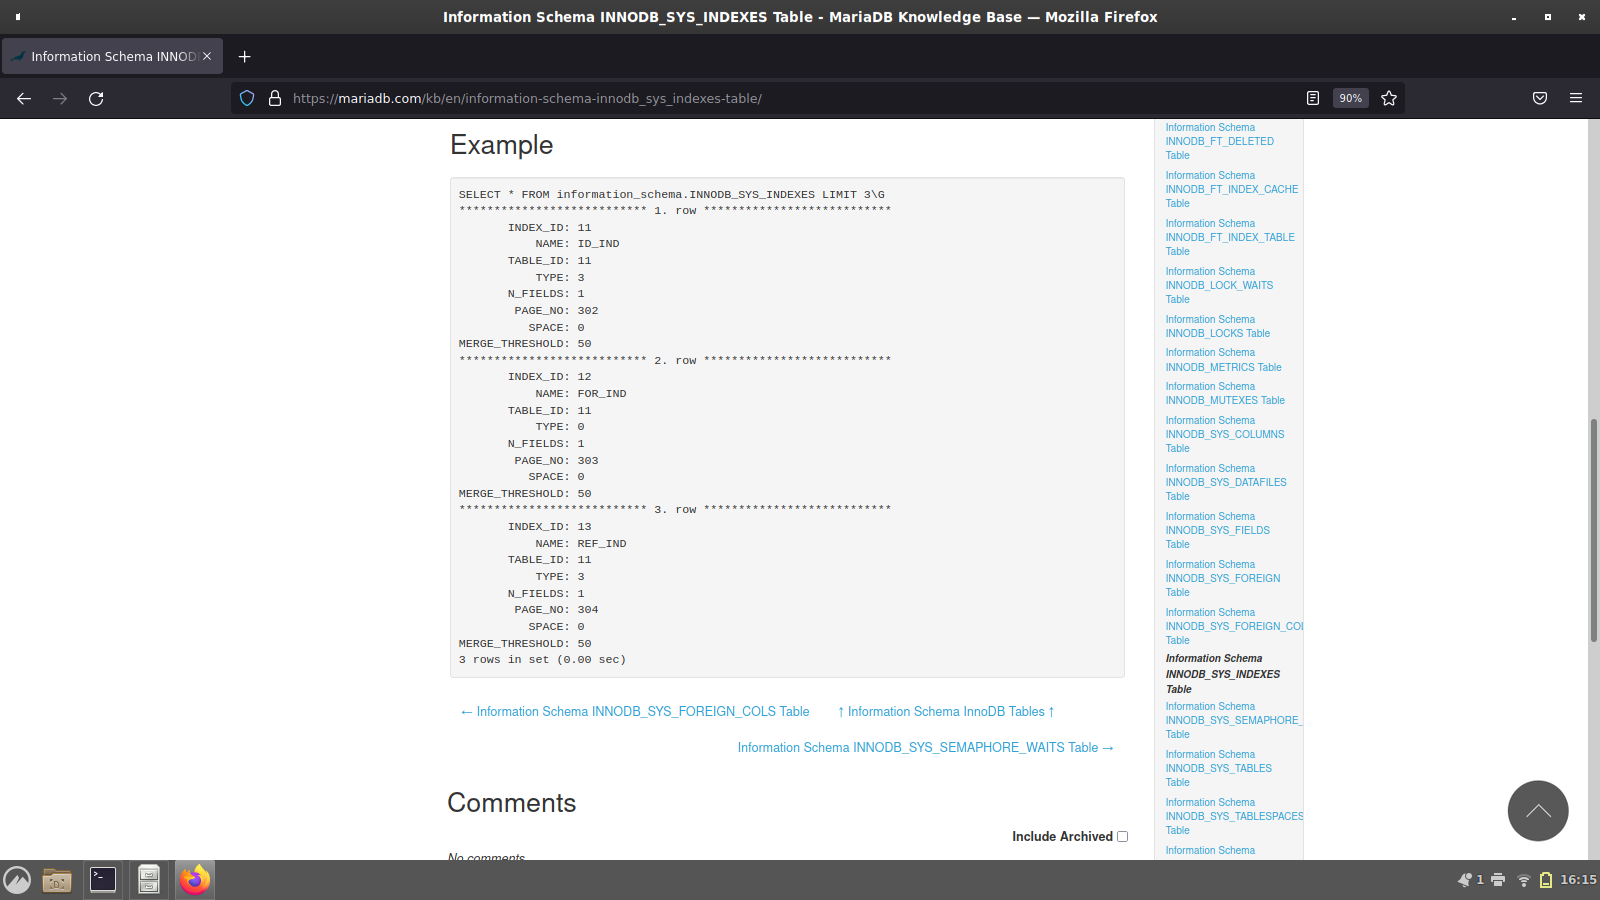 Information Schema INNODB_SYS_INDEXES Table - MariaDB Knowledge Base — Mozilla Firefox
Information Schema INNOD
https://mariadb.com/kb/en/information-schema-innodb_sys_indexes-table/
90%
Example
SELECT * FROM information_schema.INNODB_SYS_INDEXES LIMIT 3\G
*************************** 1. row ***************************
INDEX_ID: 11
NAME: ID_IND
TABLE_ID: 11
TYPE: 3
N_FIELDS: 1
PAGE_NO: 302
SPACE: 0
MERGE_THRESHOLD: 50
*************************** 2. row ***************************
INDEX_ID: 12
NAME: FOR_IND
TABLE_ID: 11
TYPE: 0
N_FIELDS: 1
PAGE_NO: 303
SPACE: 0
MERGE_THRESHOLD: 50
*************************** 3. row ***************************
INDEX_ID: 13
NAME: REF_IND
TABLE_ID: 11
TYPE: 3
N_FIELDS: 1
PAGE_NO: 304
SPACE: 0
MERGE_THRESHOLD: 50
3 rows in set (0.00 sec)
← Information Schema INNODB_SYS_FOREIGN_COLS Table
↑ Information Schema InnoDB Tables ↑
Information Schema INNODB_SYS_SEMAPHORE_WAITS Table →
Comments
Include Archived
No comments
Information Schema
INNODB_FT_DELETED
Table
Information Schema
INNODB_FT_INDEX_CACHE
Table
Information Schema
INNODB_FT_INDEX_TABLE
Table
Information Schema
INNODB_LOCK_WAITS
Table
Information Schema
INNODB_LOCKS Table
Information Schema
INNODB_METRICS Table
Information Schema
INNODB_MUTEXES Table
Information Schema
INNODB_SYS_COLUMNS
Table
Information Schema
INNODB_SYS_DATAFILES
Table
Information Schema
INNODB_SYS_FIELDS
Table
Information Schema
INNODB_SYS_FOREIGN
Table
Information Schema
INNODB_SYS_FOREIGN_COL
Table
Information Schema
INNODB_SYS_INDEXES
Table
Information Schema
INNODB_SYS_SEMAPHORE_
Table
Information Schema
INNODB_SYS_TABLES
Table
Information Schema
INNODB_SYS_TABLESPACES
Table
Information Schema
1
16:15